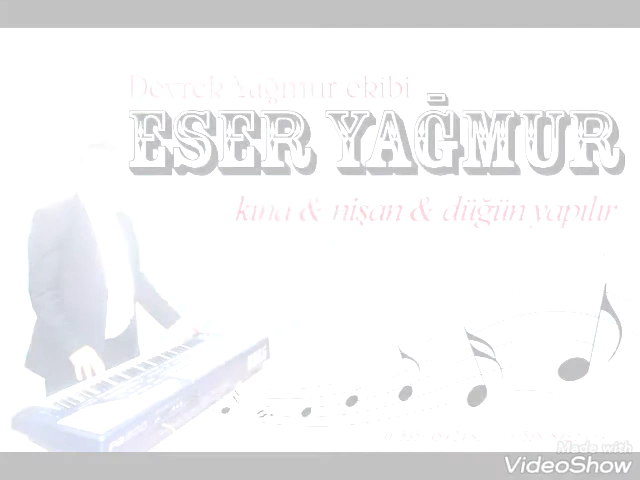 Devrek Yağmur ekibi
ESER YAĞMUR
kına & nişan & düğün yapılır
Made with
VideoShow